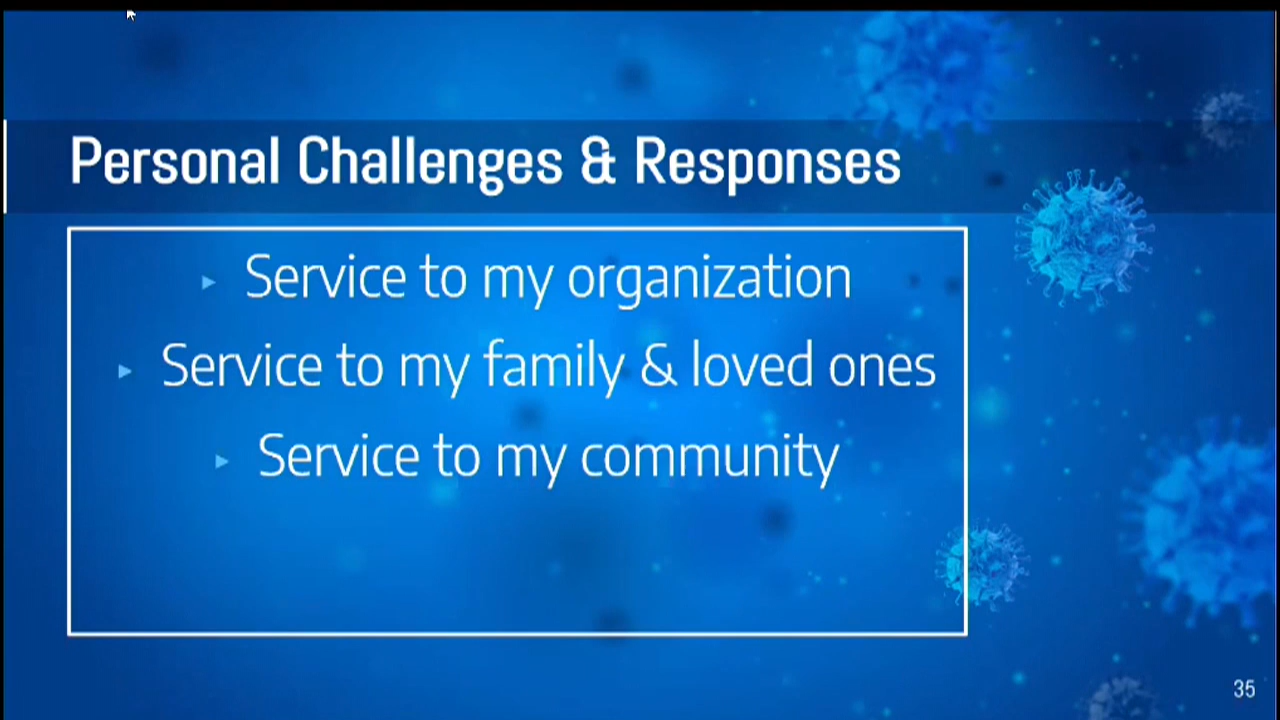 Personal Challenges & Responses
▸ Service to my organization
▸ Service to my family & loved ones
▸ Service to my community
35